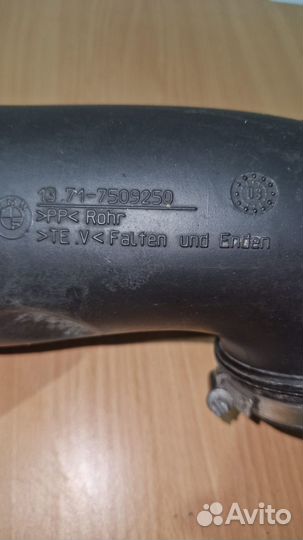 13.71-7509250
>PP< Rohr
>TE.V< Falten und Enden
Avito